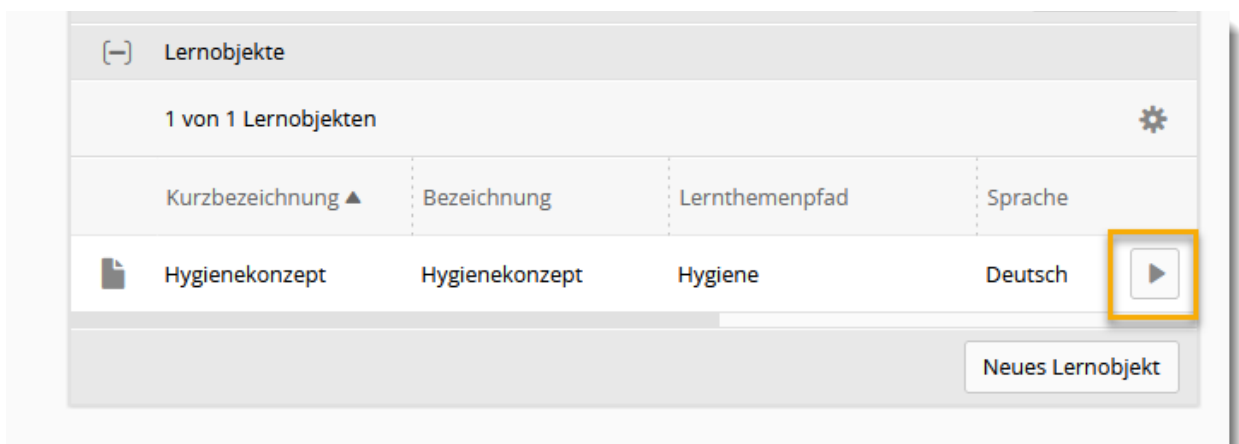 Lernobjekte
1 von 1 Lernobjekten
Kurzbezeichnung ▲ Bezeichnung Lernthemenpfad Sprache
Hygienekonzept Hygienekonzept Hygiene Deutsch
Neues Lernobjekt